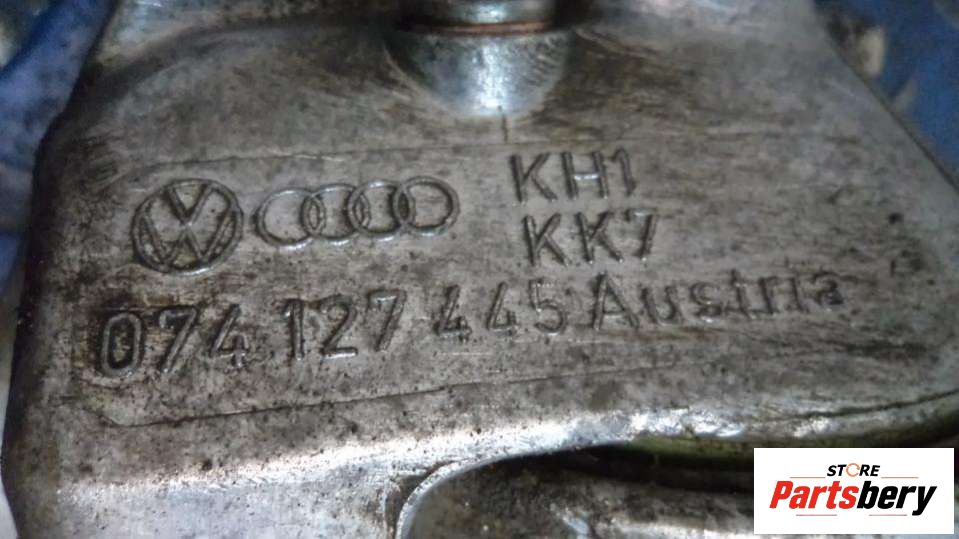 KH1
KK7
074 127 445 Austria
STORE
Partsbery